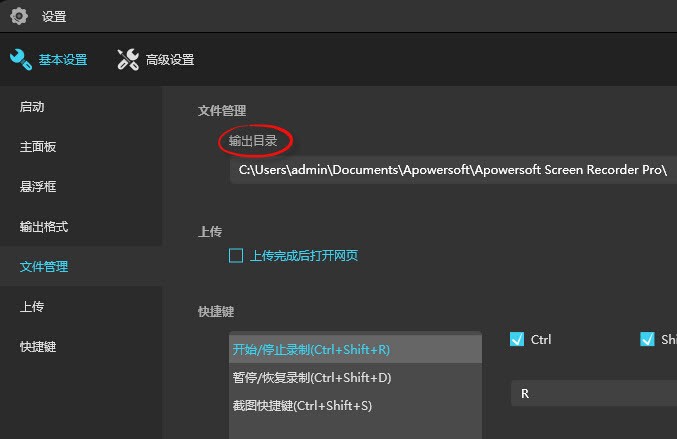 设置
基本设置 高级设置
启动
主面板
悬浮框
输出格式
文件管理
上传
快捷键
文件管理
输出目录
C:\Users\admin\Documents\Apowersoft\Apowersoft Screen Recorder Pro\
上传
上传完成后打开网页
快捷键
开始/停止录制(Ctrl+Shift+R)
暂停/恢复录制(Ctrl+Shift+D)
截图快捷键(Ctrl+Shift+S)
Ctrl
Shi
R